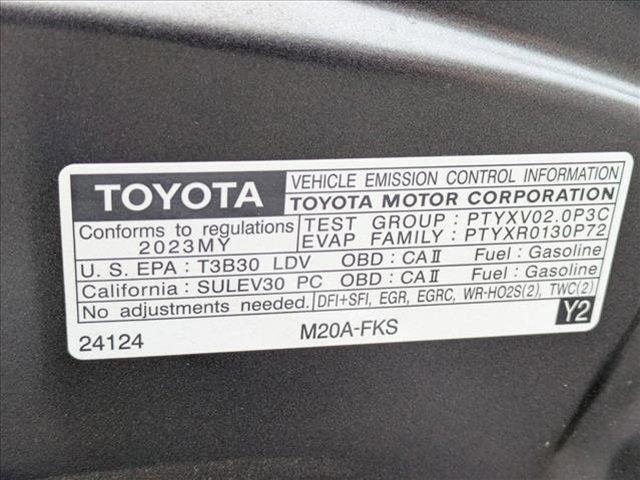 TOYOTA
VEHICLE EMISSION CONTROL INFORMATION
TOYOTA MOTOR CORPORATION
Conforms to regulations
2023MY
TEST GROUP : PTYXV02.0P3C
EVAP FAMILY : PTYXR0130P72
U. S. EPA : T3B30 LDV OBD : CAⅡ Fuel : Gasoline
California : SULEV30 PC OBD : CAⅡ Fuel : Gasoline
No adjustments needed. DFI+SFI, EGR, EGRC, WR-HO2S(2), TWC(2)
24124 M20A-FKS Y2